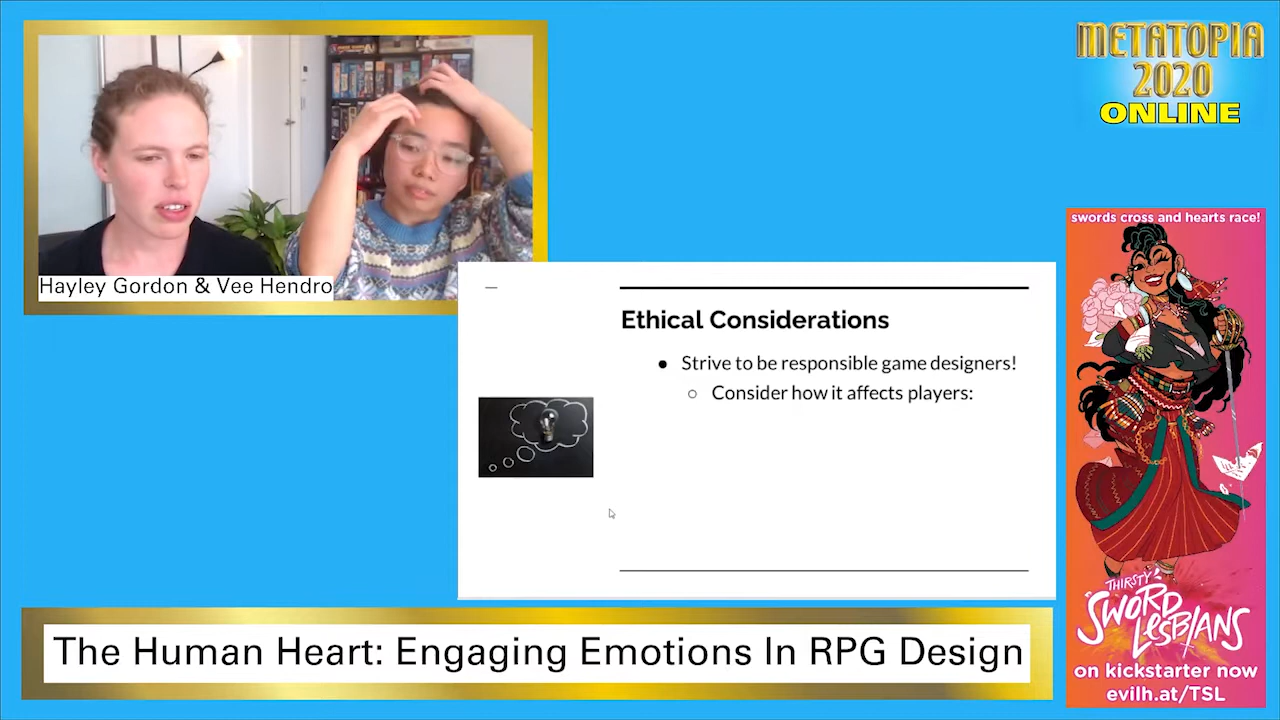 METATOPIA
2020
ONLINE
Hayley Gordon & Vee Hendro
Ethical Considerations
● Strive to be responsible game designers!
○ Consider how it affects players:
The Human Heart: Engaging Emotions In RPG Design
swords cross and hearts race!
THIRSTY
SWORD
LESBIANS
on kickstarter now
evilh.at/TSL